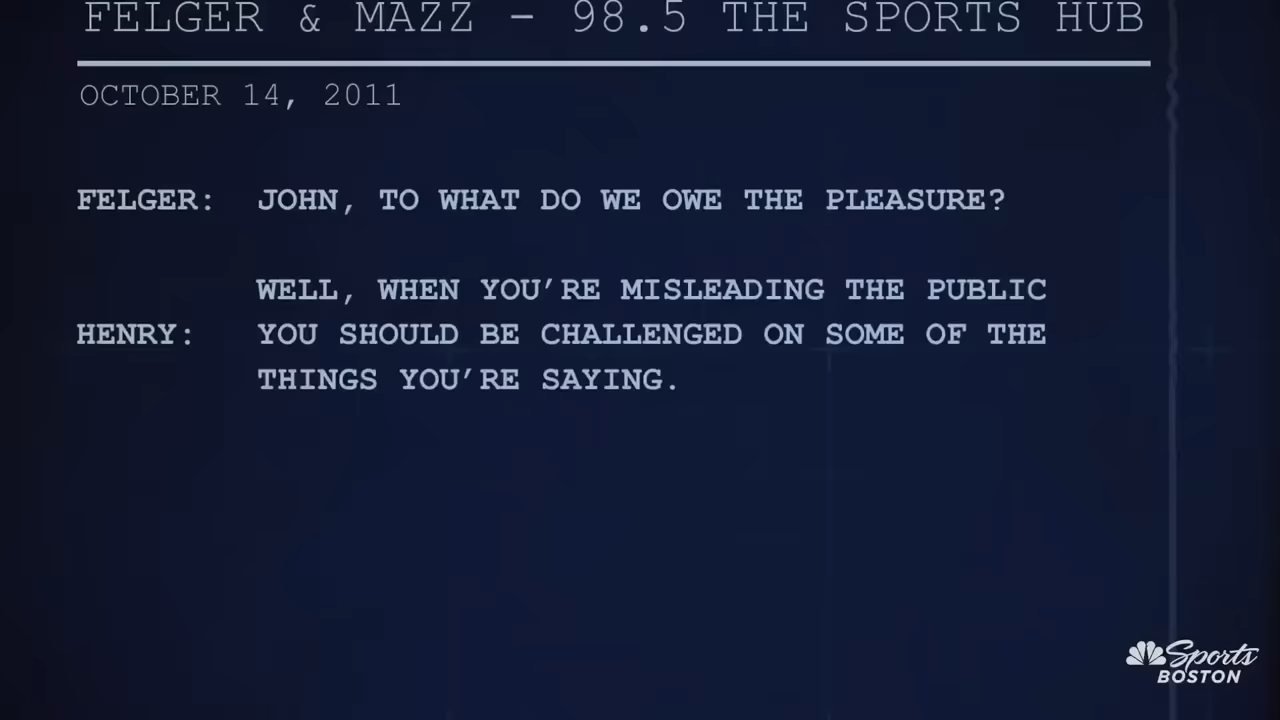 FELGER & MAZZ - 98.5 THE SPORTS HUB
OCTOBER 14, 2011
FELGER: JOHN, TO WHAT DO WE OWE THE PLEASURE?
WELL, WHEN YOU'RE MISLEADING THE PUBLIC
HENRY: YOU SHOULD BE CHALLENGED ON SOME OF THE
THINGS YOU'RE SAYING.
Sports
BOSTON